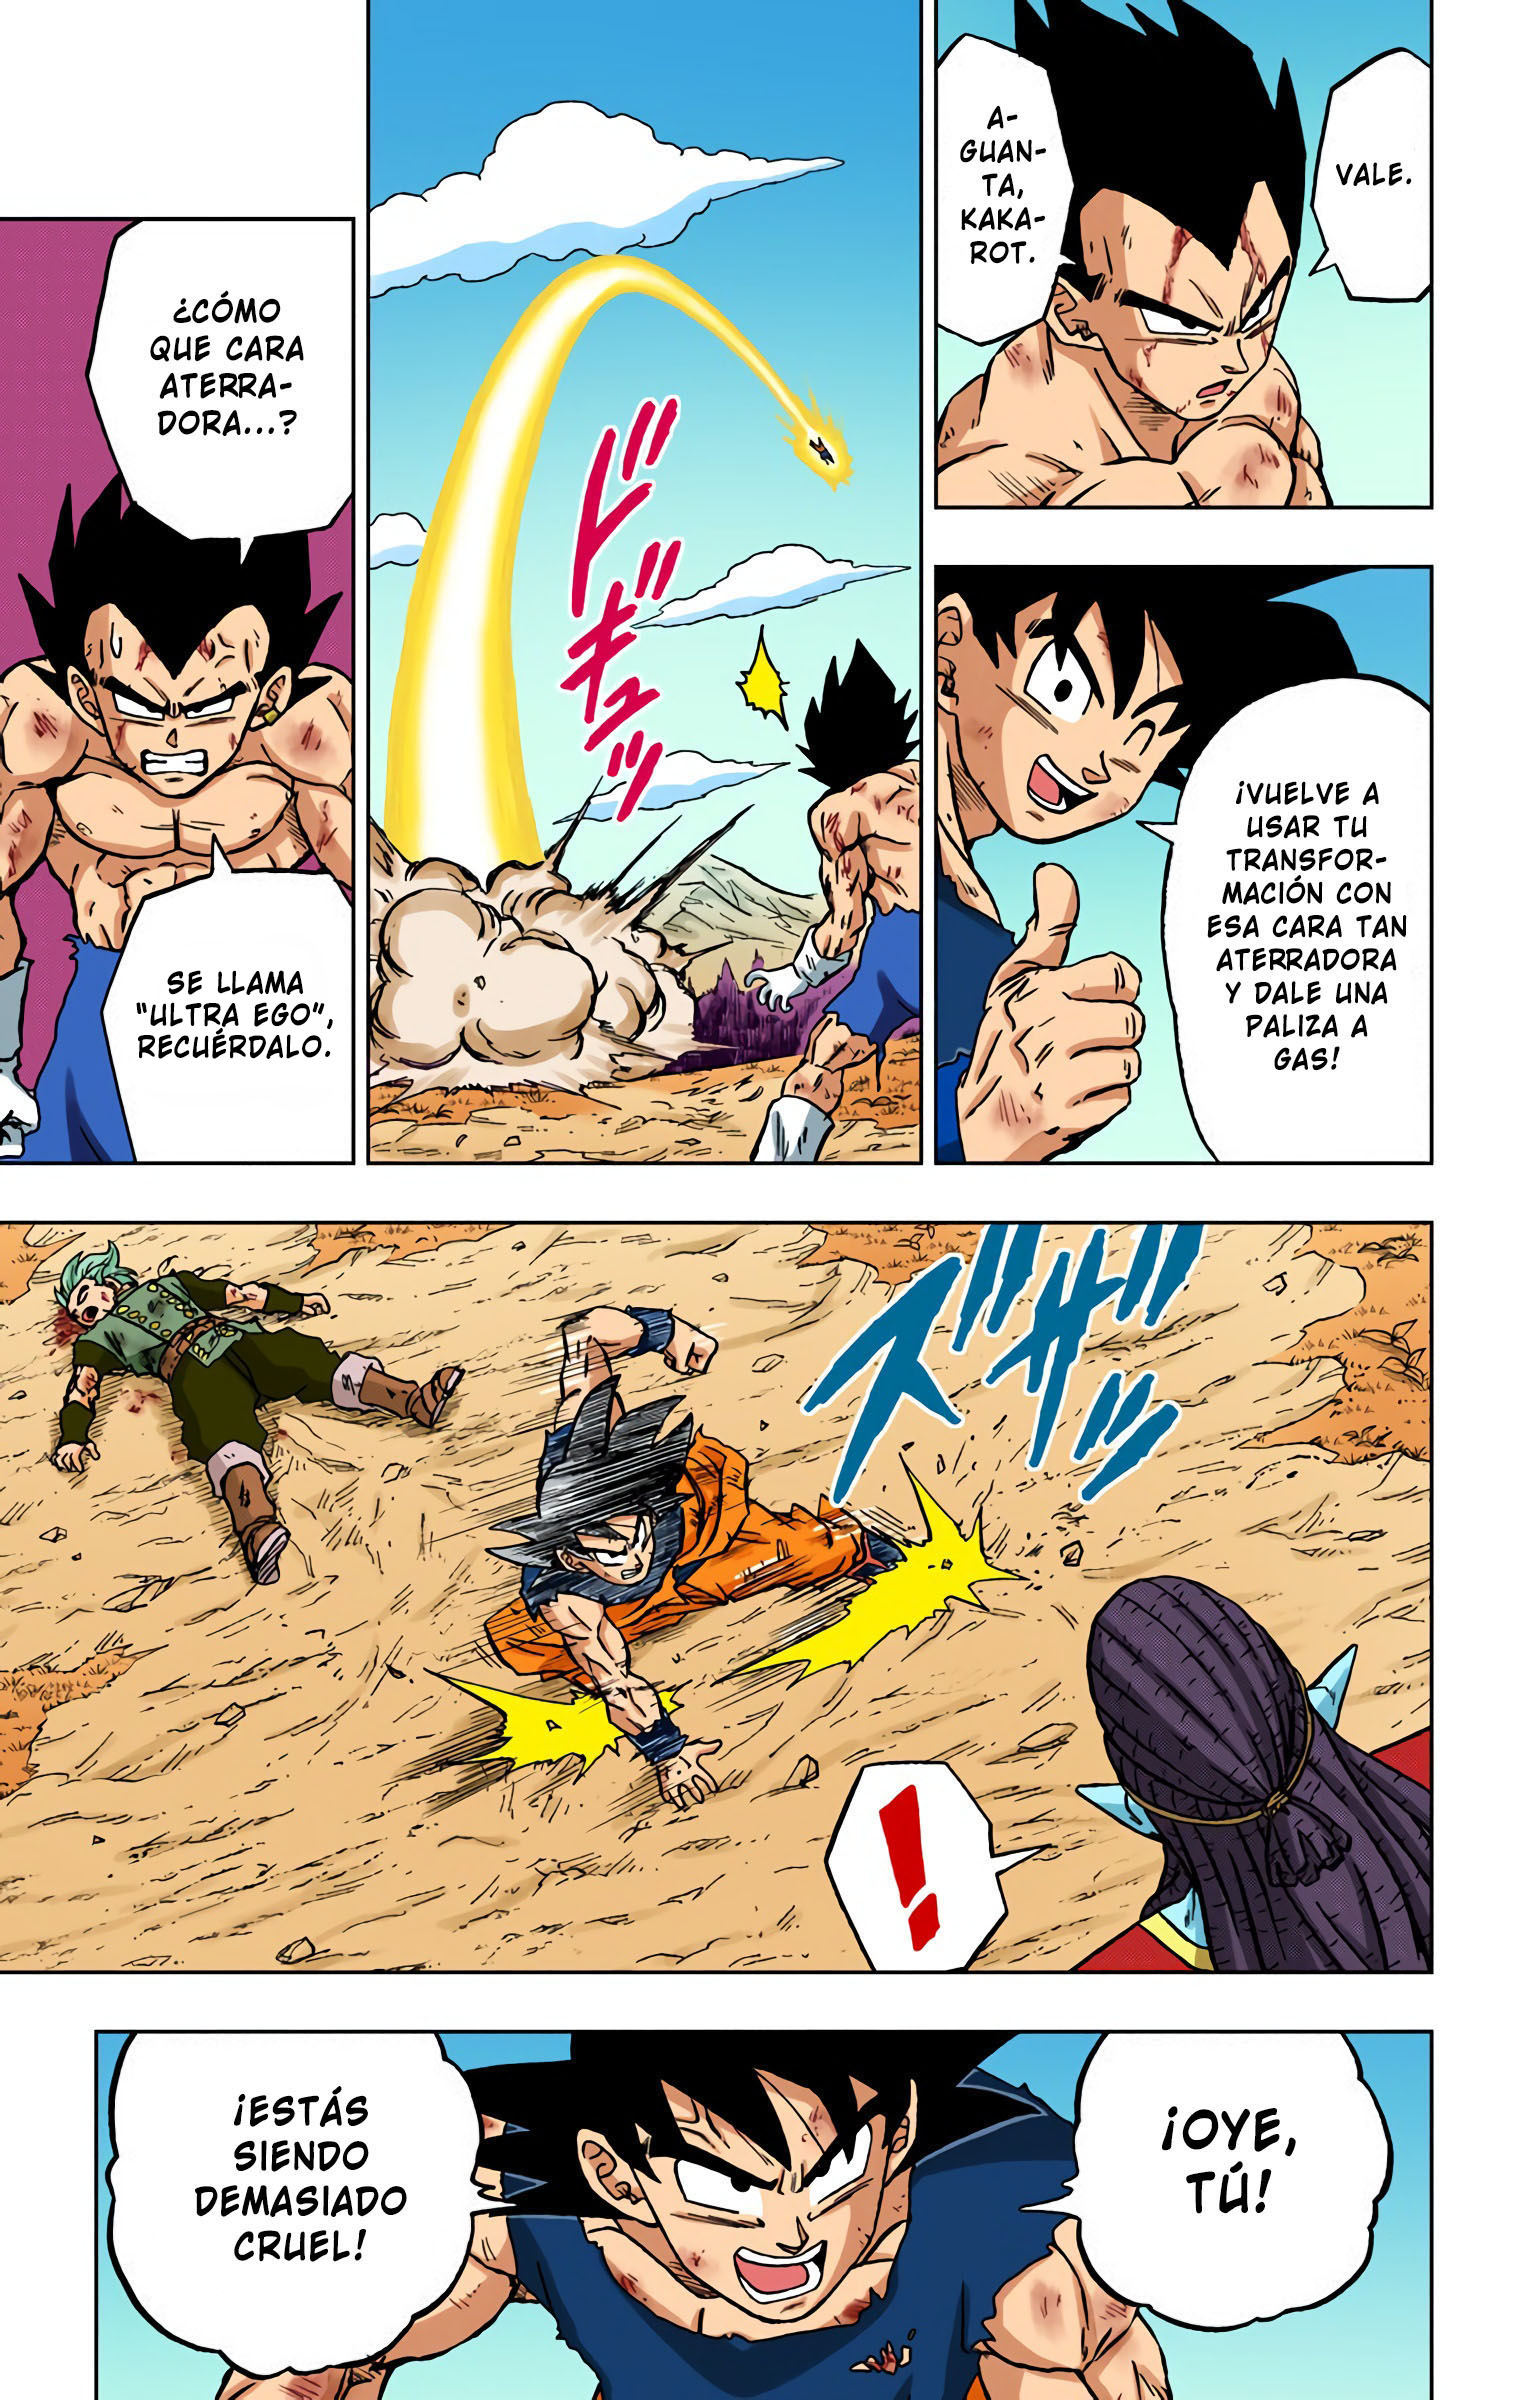 VALE.
A-
GUAN-
TA,
KAKA-
ROT.
¡VUELVE A
USAR TU
TRANSFOR-
MACIÓN CON
ESA CARA TAN
ATERRADORA
Y DALE UNA
PALIZA A
GAS!
ドギュッ
¿CÓMO
QUE CARA
ATERRA-
DORA...?
SE LLAMA
"ULTRA EGO",
RECUÉRDALO.
ズザッ
!
¡OYE,
TÚ!
¡ESTÁS
SIENDO
DEMASIADO
CRUEL!